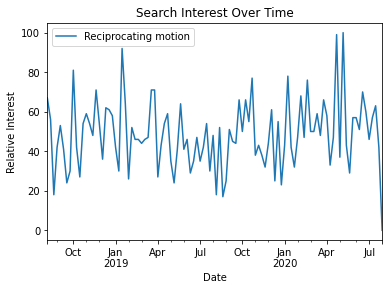 Search Interest Over Time
Reciprocating motion
Relative Interest
100
80
60
40
20
0
Oct Jan Apr Jul Oct Jan Apr Jul
2019 2020
Date